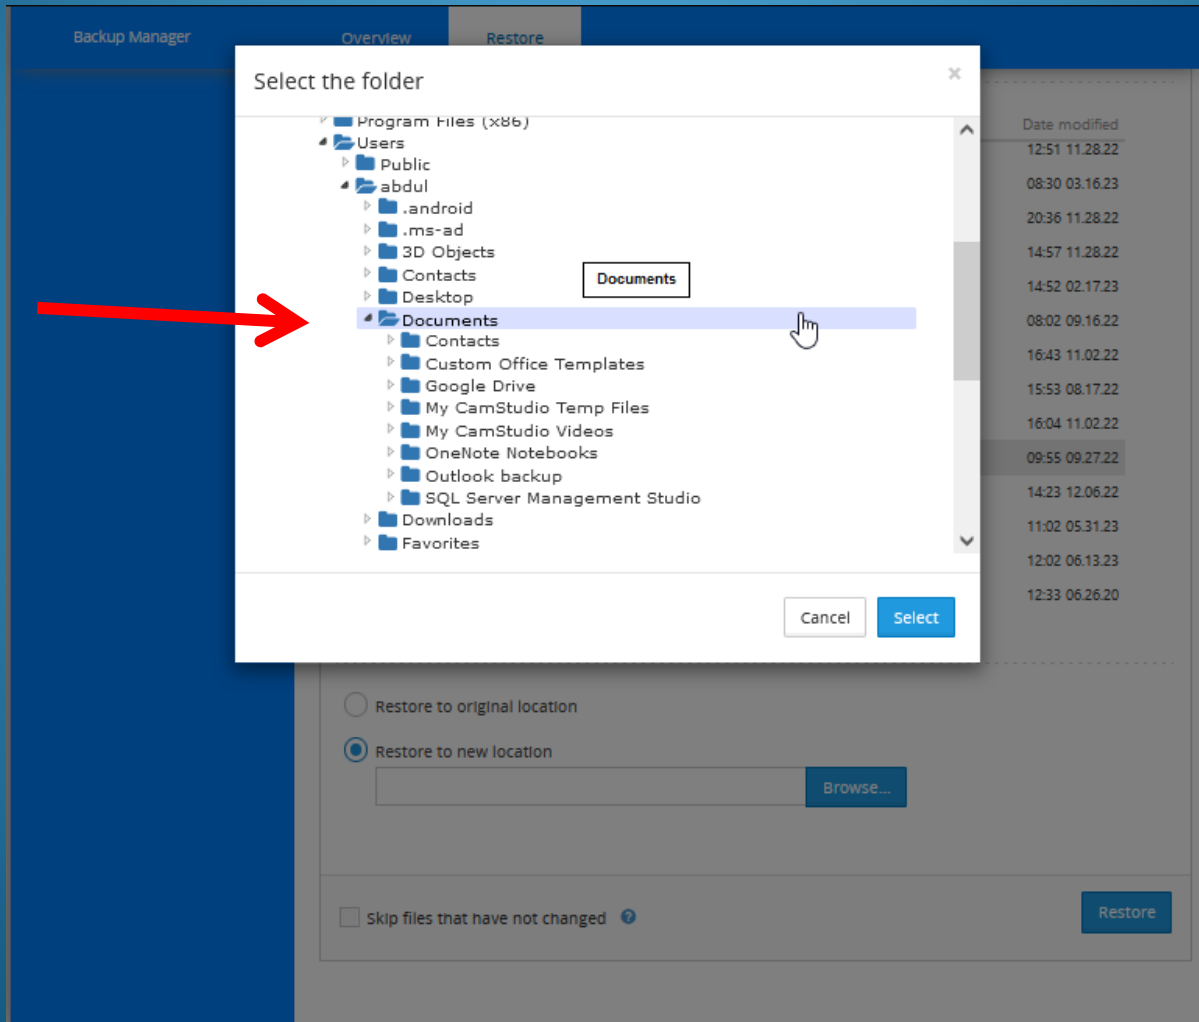 Backup Manager Overview Restore
Select the folder ×
Program Files (x86)
Users
Public
abdul
.android
.ms-ad
3D Objects
Contacts
Desktop
Documents
Documents
Contacts
Custom Office Templates
Google Drive
My CamStudio Temp Files
My CamStudio Videos
OneNote Notebooks
Outlook backup
SQL Server Management Studio
Downloads
Favorites
Cancel Select
Date modified
12:51 11.28.22
08:30 03.16.23
20:36 11.28.22
14:57 11.28.22
14:52 02.17.23
08:02 09.16.22
16:43 11.02.22
15:53 08.17.22
16:04 11.02.22
09:55 09.27.22
14:23 12.06.22
11:02 05.31.23
12:02 06.13.23
12:33 06.26.20
Restore to original location
Restore to new location
Browse...
Skip files that have not changed ?
Restore